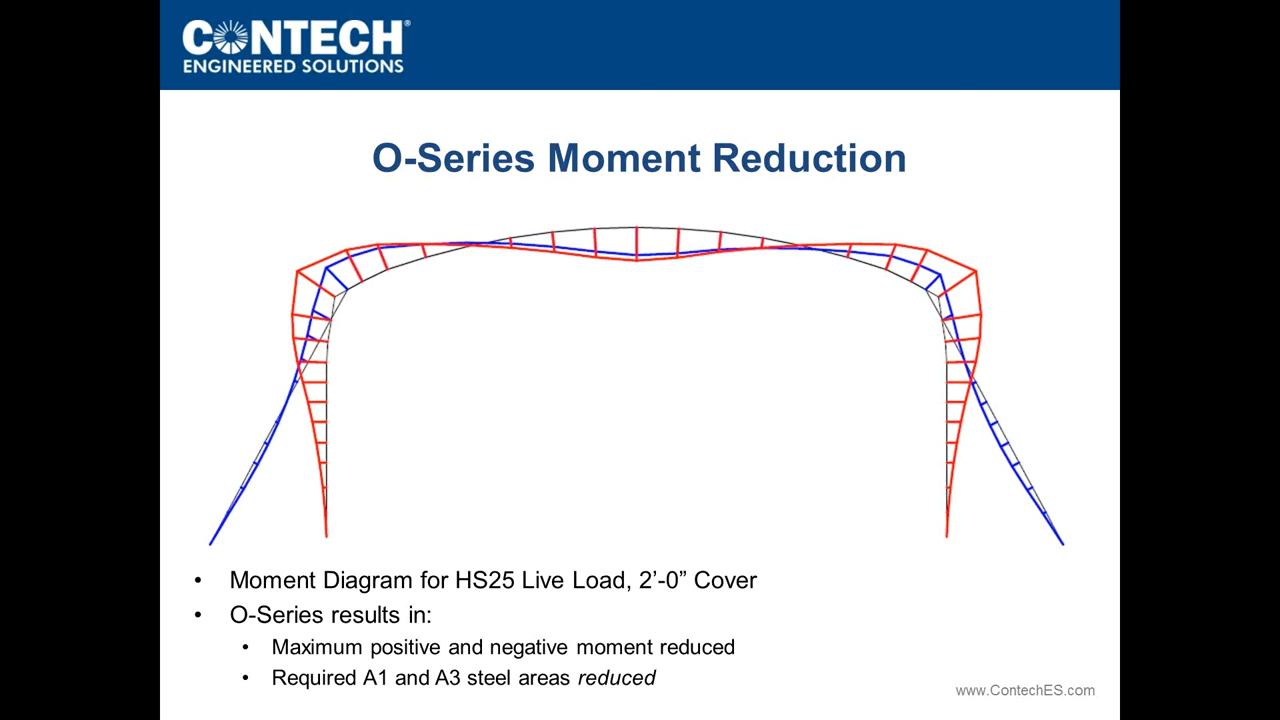 CONTECH®
ENGINEERED SOLUTIONS
O-Series Moment Reduction
• Moment Diagram for HS25 Live Load, 2’-0” Cover
• O-Series results in:
• Maximum positive and negative moment reduced
• Required A1 and A3 steel areas reduced
www.ContechES.com